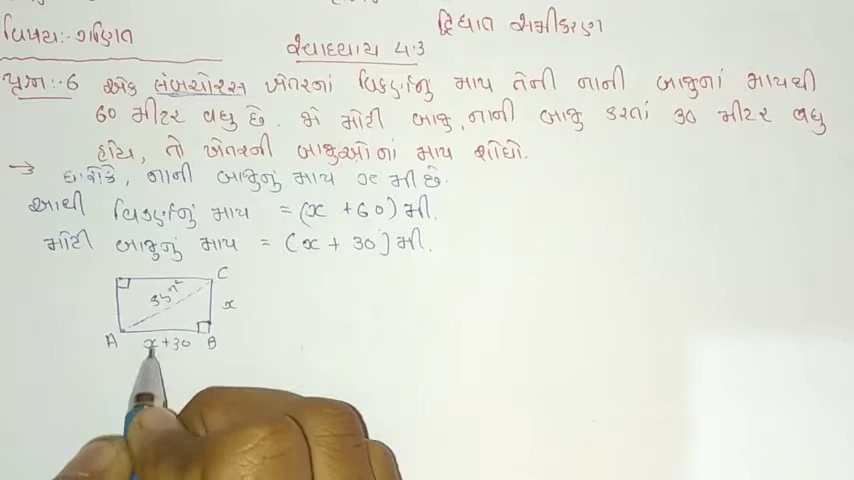 દ્વિઘાત સમીકરણ
વિષય:- ગણિત
સ્વાધ્યાય 4.3
પ્રશ્ન:-6 એક લંબચોરસ ખેતરનાં વિકર્ણનું માપ તેની નાની બાજુનાં માપથી
60 મીટર વધુ છે. જો મોટી બાજુ, નાની બાજુ કરતાં 30 મીટર વધુ
હોય, તો ખેતરની બાજુઓનાં માપ શોધો.
→ ધારોકે, નાની બાજુનું માપ x મી છે.
આથી વિકર્ણનું માપ = (x + 60) મી.
મોટી બાજુનું માપ = (x + 30) મી.
C
x
A x+30 B